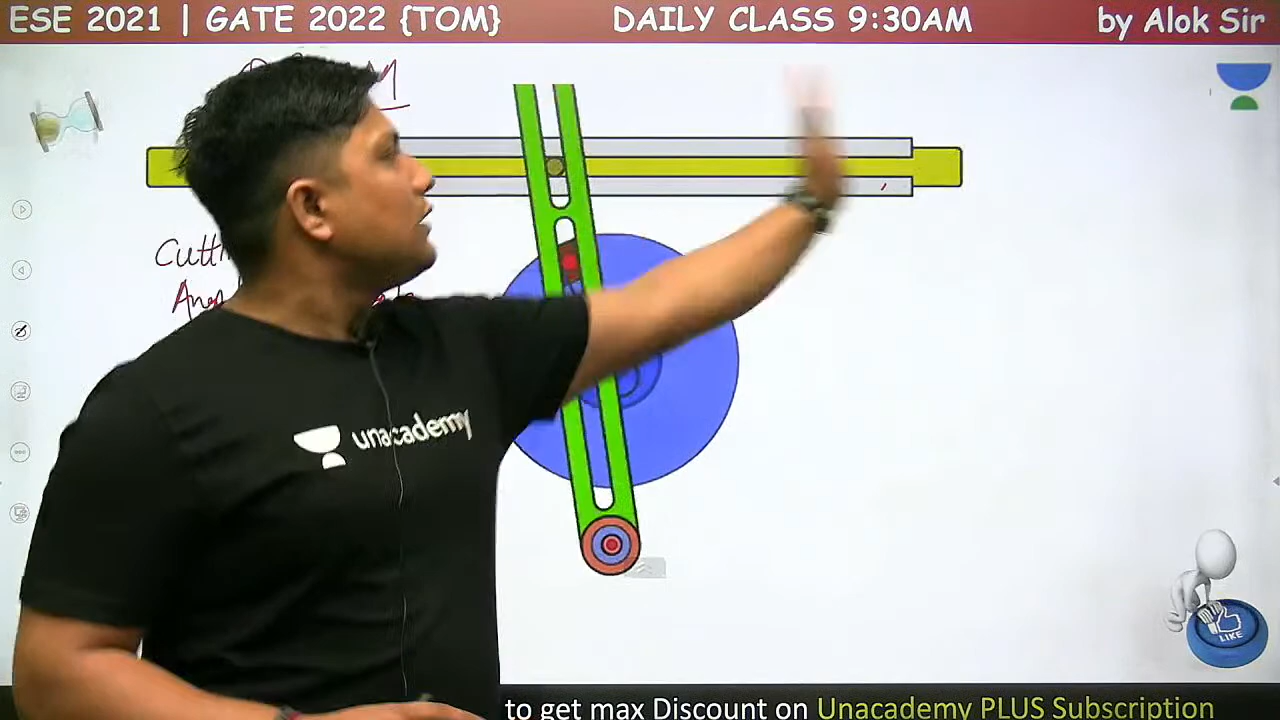 ESE 2021 | GATE 2022 {TOM} DAILY CLASS 9:30AM by Alok Sir
unacademy
LIKE
to get max Discount on Unacademy PLUS Subscription